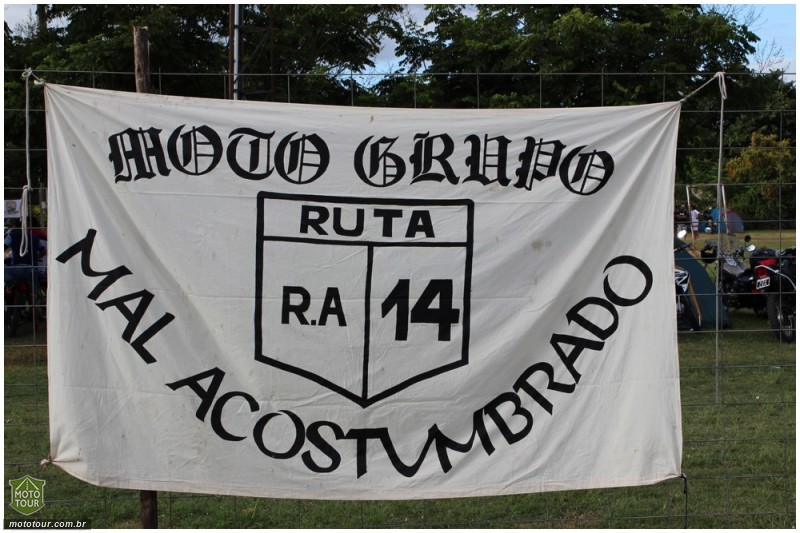 MOTO GRUPO
RUTA
R.A 14
MAL ACOSTUMBRADO
MOTO
TOUR
mototour.com.br